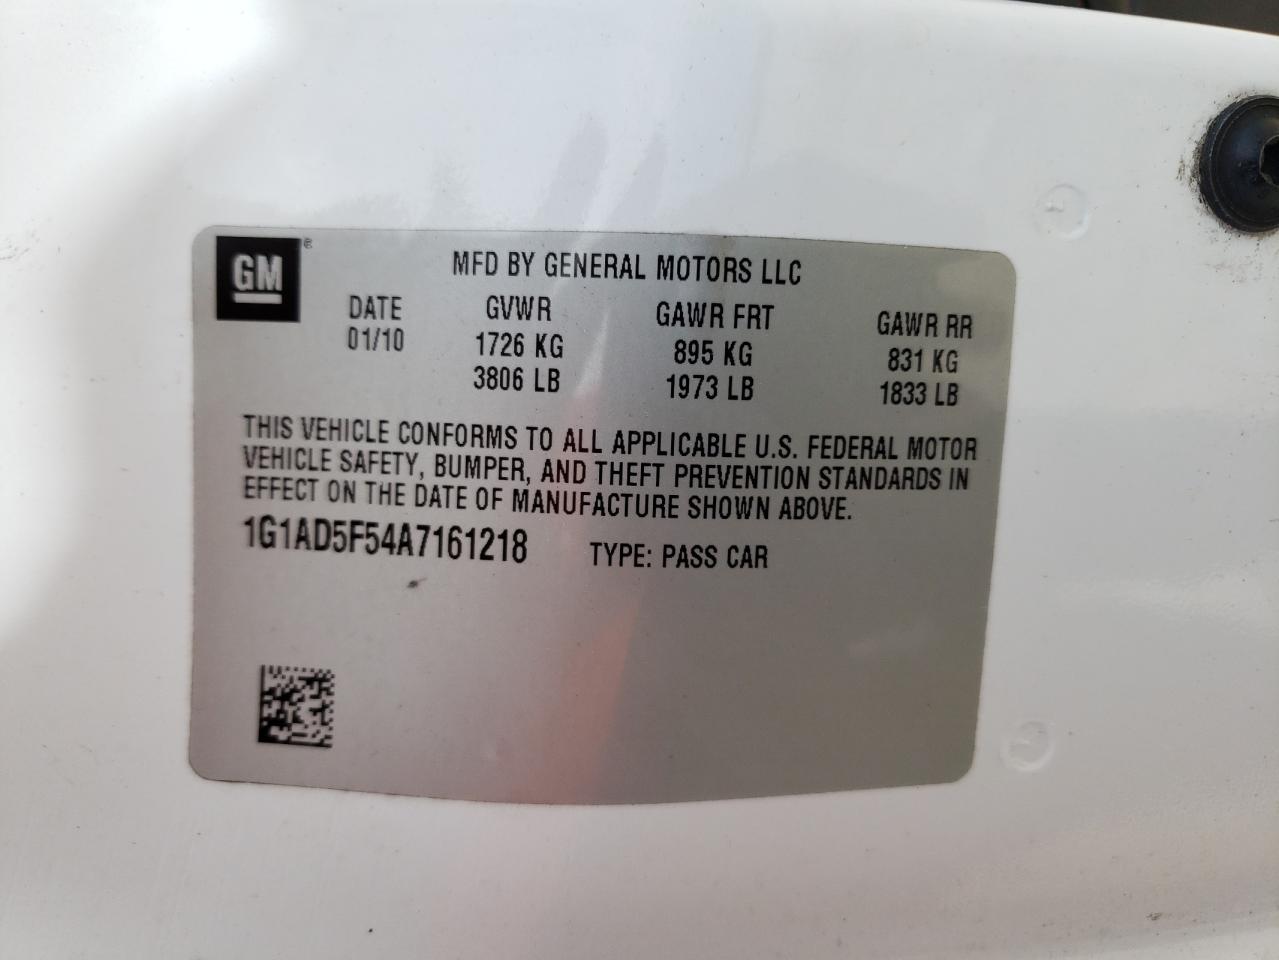 GM ®
MFD BY GENERAL MOTORS LLC
DATE GVWR GAWR FRT GAWR RR
01/10 1726 KG 895 KG 831 KG
3806 LB 1973 LB 1833 LB
THIS VEHICLE CONFORMS TO ALL APPLICABLE U.S. FEDERAL MOTOR
VEHICLE SAFETY, BUMPER, AND THEFT PREVENTION STANDARDS IN
EFFECT ON THE DATE OF MANUFACTURE SHOWN ABOVE.
1G1AD5F54A7161218 TYPE: PASS CAR